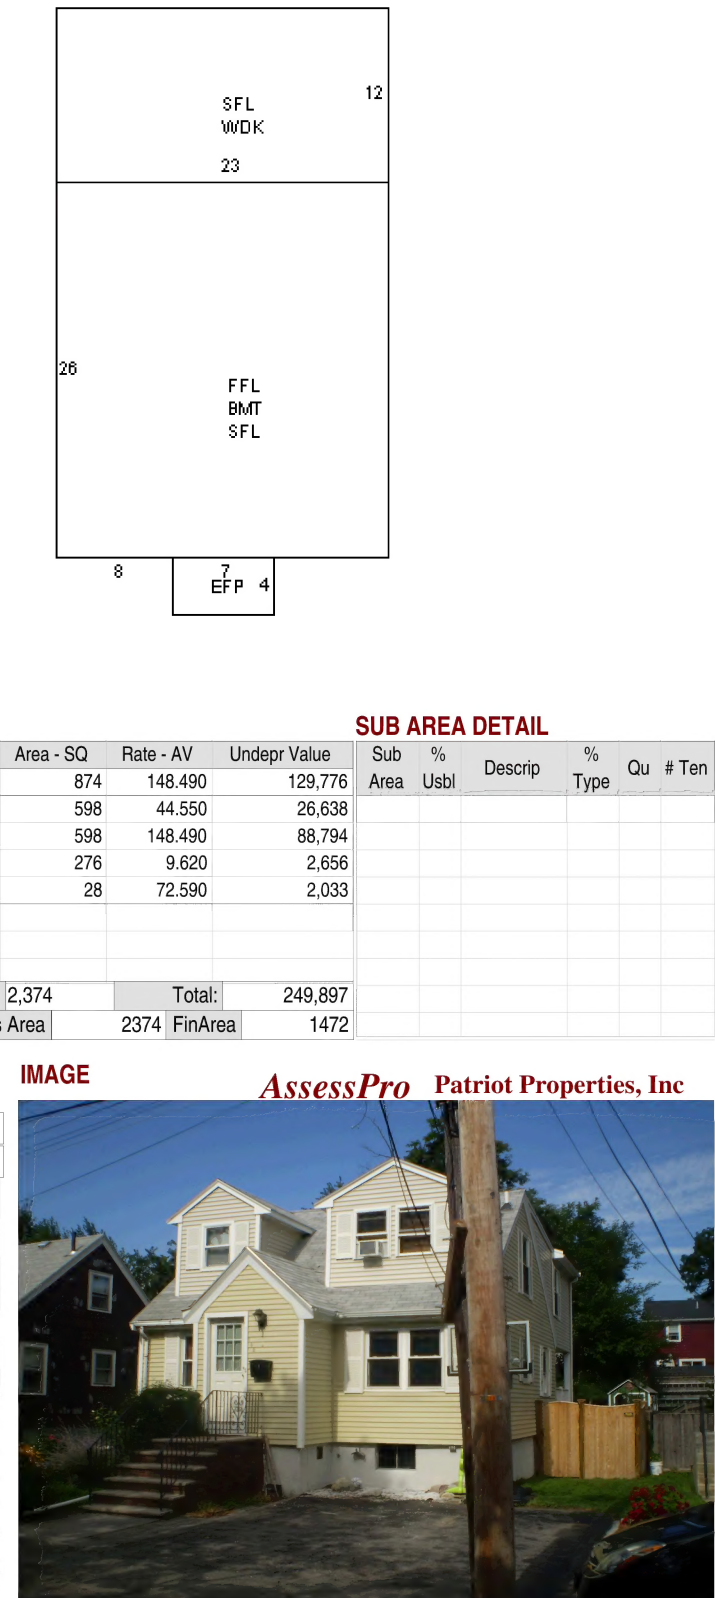 12
SFL
WDK
23
26
FFL
BMT
SFL
8
7
EFP 4
SUB AREA DETAIL
Area - SQ Rate - AV Undepr Value Sub Area % Usbl Descrip % Type Qu # Ten
874 148.490 129,776
598 44.550 26,638
598 148.490 88,794
276 9.620 2,656
28 72.590 2,033
2,374 Total: 249,897
s Area 2374 FinArea 1472
IMAGE
AssessPro Patriot Properties, Inc